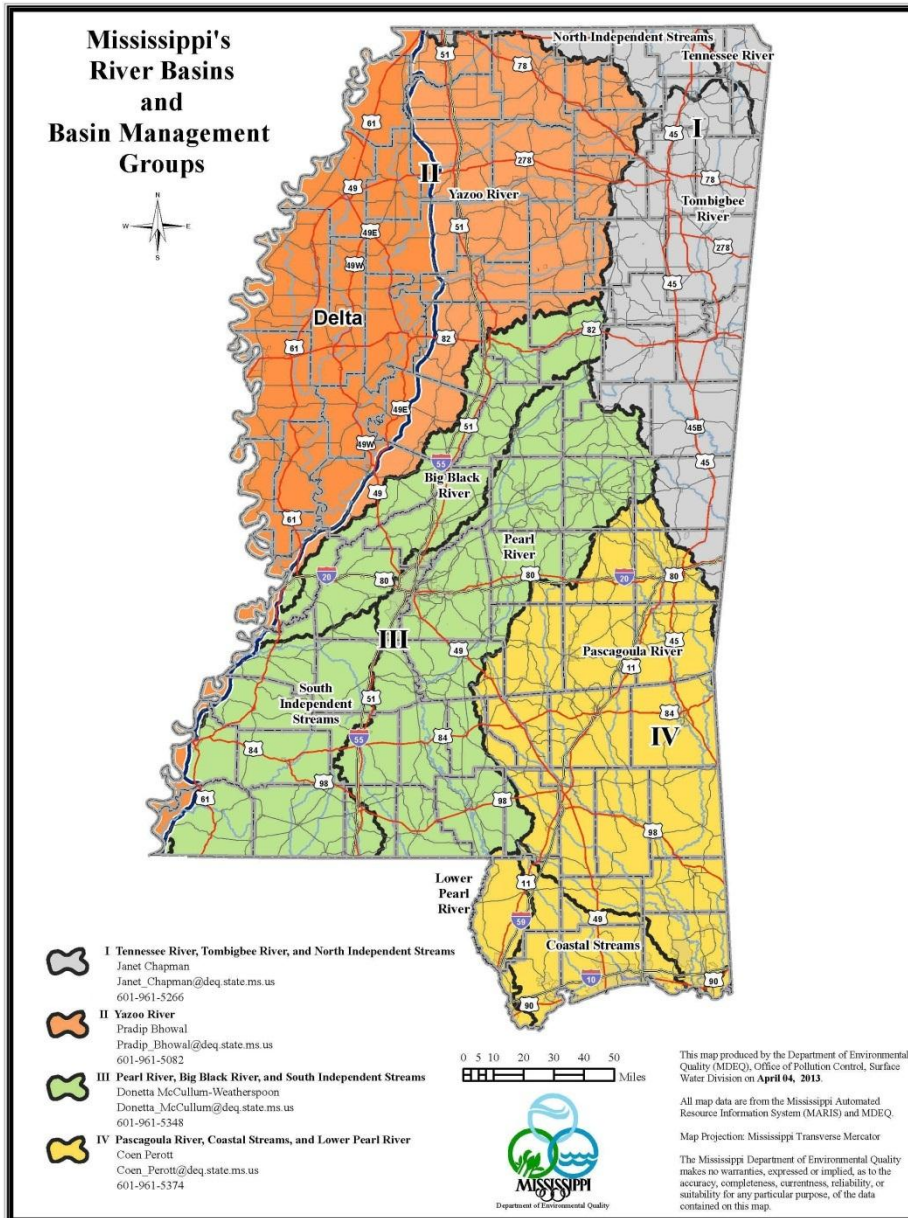 Mississippi's
River Basins
and
Basin Management
Groups
N
W
E
S
North Independent Streams
Tennessee River
51
78
61
I
45
II
278
78
49
Yazoo River
Tombigbee
River
49E
51
278
49W
45
Delta
82
82
61
49E
51
45B
49W
55
45
Big Black
River
49
61
Pearl
River
20
80
80
20
80
III
45
49
Pascagoula River
11
South
Independent
Streams
51
84
55
84
IV
84
98
61
98
98
Lower
Pearl
River
11
49
59
Coastal Streams
10
90
90
I Tennessee River, Tombigbee River, and North Independent Streams
Janet Chapman
Janet_Chapman@deq.state.ms.us
601-961-5266
II Yazoo River
Pradip Bhowal
Pradip_Bhowal@deq.state.ms.us
601-961-5082
III Pearl River, Big Black River, and South Independent Streams
Donetta McCullum-Weatherspoon
Donetta_McCullum@deq.state.ms.us
601-961-5348
IV Pascagoula River, Coastal Streams, and Lower Pearl River
Coen Perott
Coen_Perott@deq.state.ms.us
601-961-5374
0 5 10 20 30 40 50
Miles
MISSISSIPPI
Department of Environmental Quality
This map produced by the Department of Environmental
Quality (MDEQ), Office of Pollution Control, Surface
Water Division on April 04, 2013.
All map data are from the Mississippi Automated
Resource Information System (MARIS) and MDEQ.
Map Projection: Mississippi Transverse Mercator
The Mississippi Department of Environmental Quality
makes no warranties, expressed or implied, as to the
accuracy, completeness, currentness, reliability, or
suitability for any particular purpose, of the data
contained on this map.